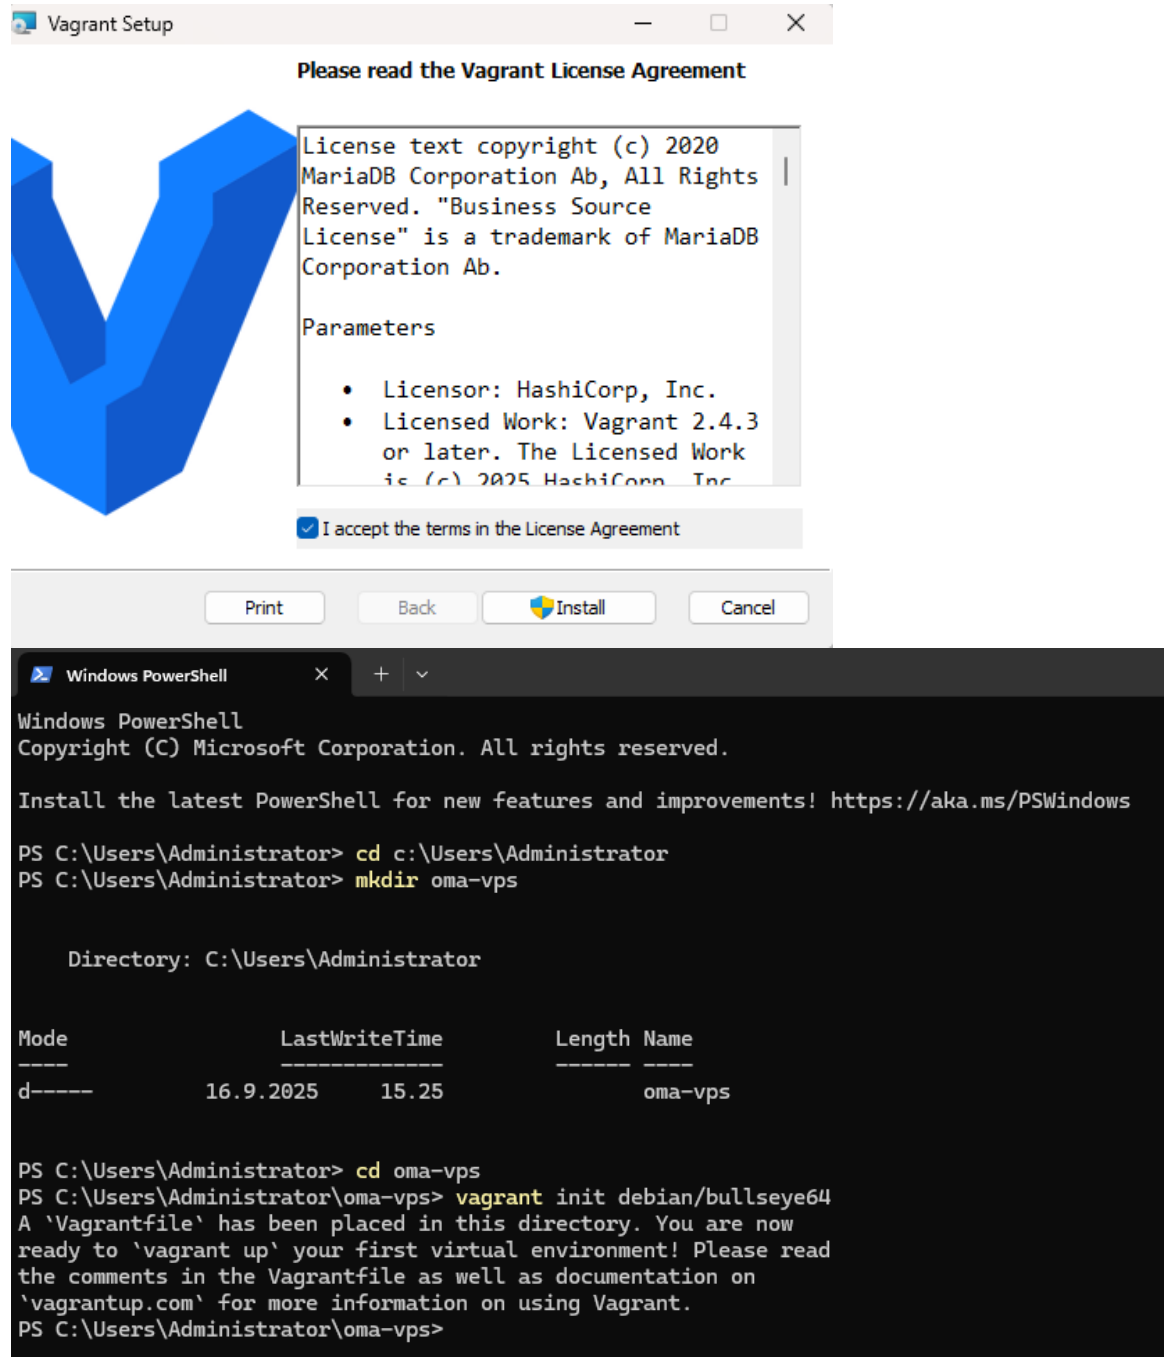 Vagrant Setup
Please read the Vagrant License Agreement
License text copyright (c) 2020
MariaDB Corporation Ab, All Rights
Reserved. "Business Source
License" is a trademark of MariaDB
Corporation Ab.
Parameters
• Licensor: HashiCorp, Inc.
• Licensed Work: Vagrant 2.4.3
or later. The Licensed Work
is (c) 2025 HashiCorp, Inc.
I accept the terms in the License Agreement
Print Back Install Cancel
Windows PowerShell
Windows PowerShell
Copyright (C) Microsoft Corporation. All rights reserved.
Install the latest PowerShell for new features and improvements! https://aka.ms/PSWindows
PS C:\Users\Administrator> cd c:\Users\Administrator
PS C:\Users\Administrator> mkdir oma-vps
Directory: C:\Users\Administrator
Mode LastWriteTime Length Name
---- ------------- ------ ----
d----- 16.9.2025 15.25 oma-vps
PS C:\Users\Administrator> cd oma-vps
PS C:\Users\Administrator\oma-vps> vagrant init debian/bullseye64
A `Vagrantfile` has been placed in this directory. You are now
ready to `vagrant up` your first virtual environment! Please read
the comments in the Vagrantfile as well as documentation on
`vagrantup.com` for more information on using Vagrant.
PS C:\Users\Administrator\oma-vps>